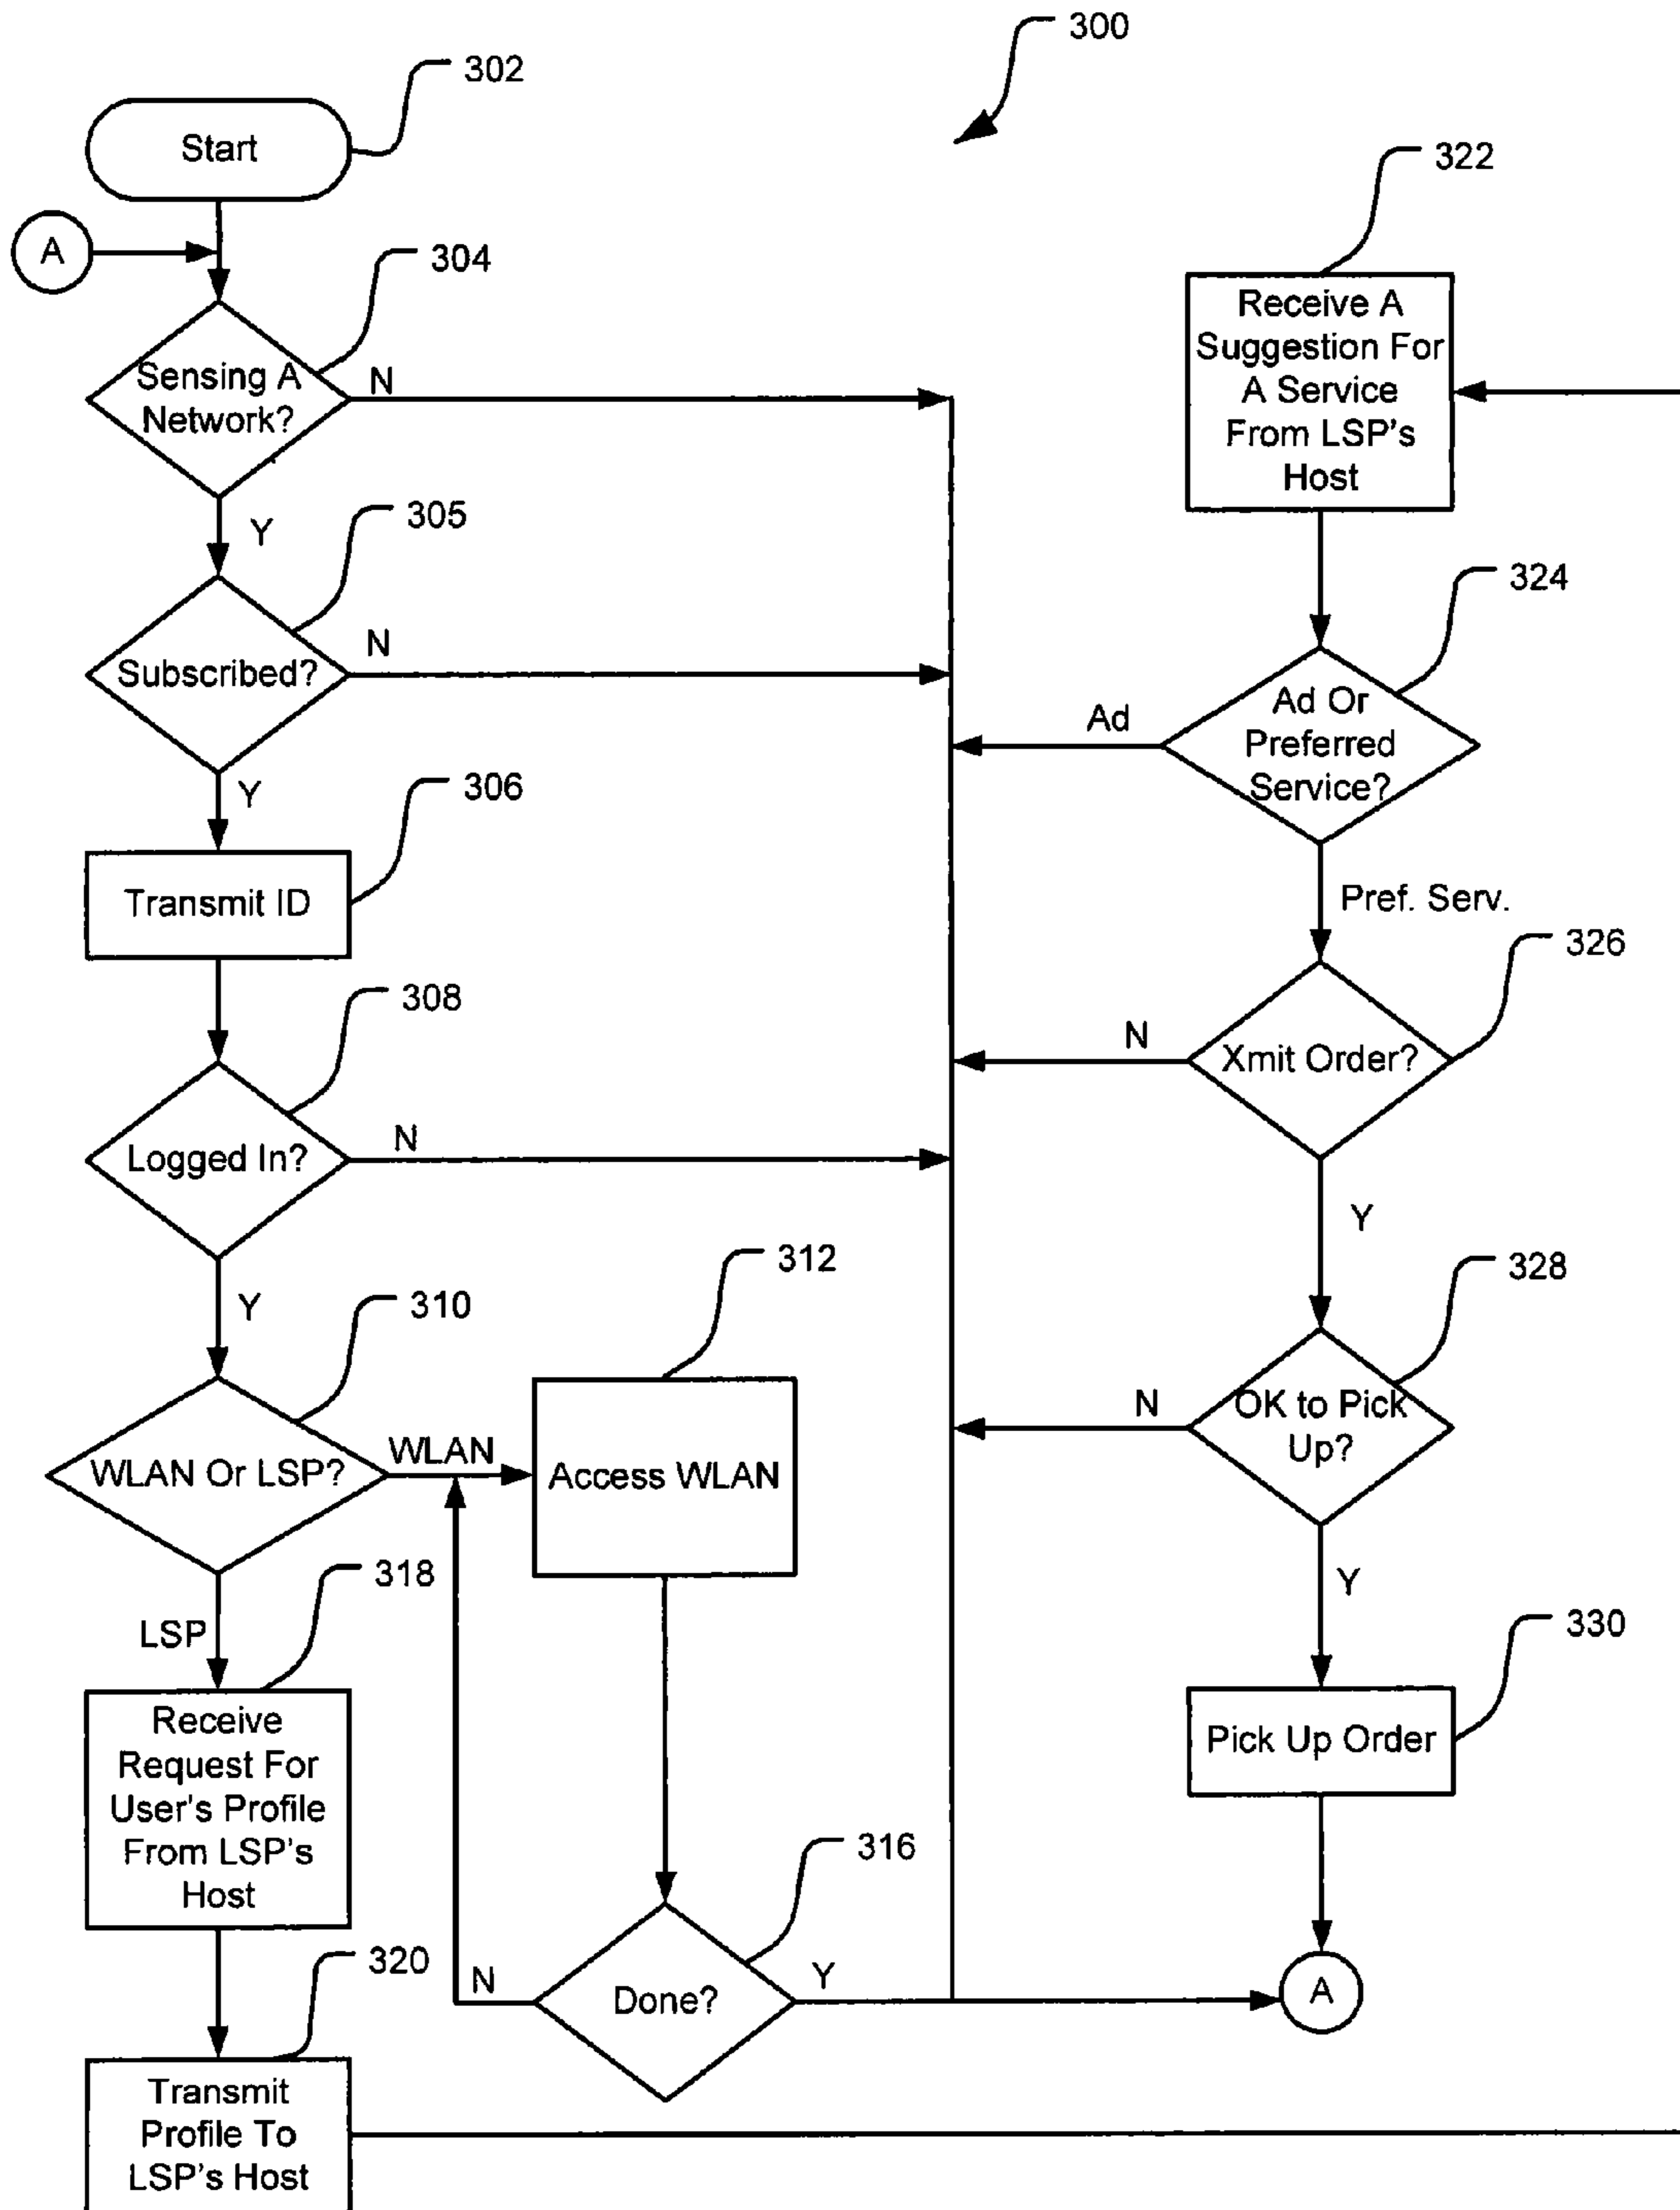 300
302
Start
A
304
Sensing A
Network?
N
Y
305
Subscribed?
N
Y
306
Transmit ID
308
Logged In?
N
Y
310
WLAN Or LSP?
WLAN
312
Access WLAN
LSP
318
Receive
Request For
User's Profile
From LSP's
Host
316
Done?
N
Y
320
Transmit
Profile To
LSP's Host
322
Receive A
Suggestion For
A Service
From LSP's
Host
324
Ad Or
Preferred
Service?
Ad
Pref. Serv.
326
Xmit Order?
N
Y
328
OK to Pick
Up?
N
Y
330
Pick Up Order
A